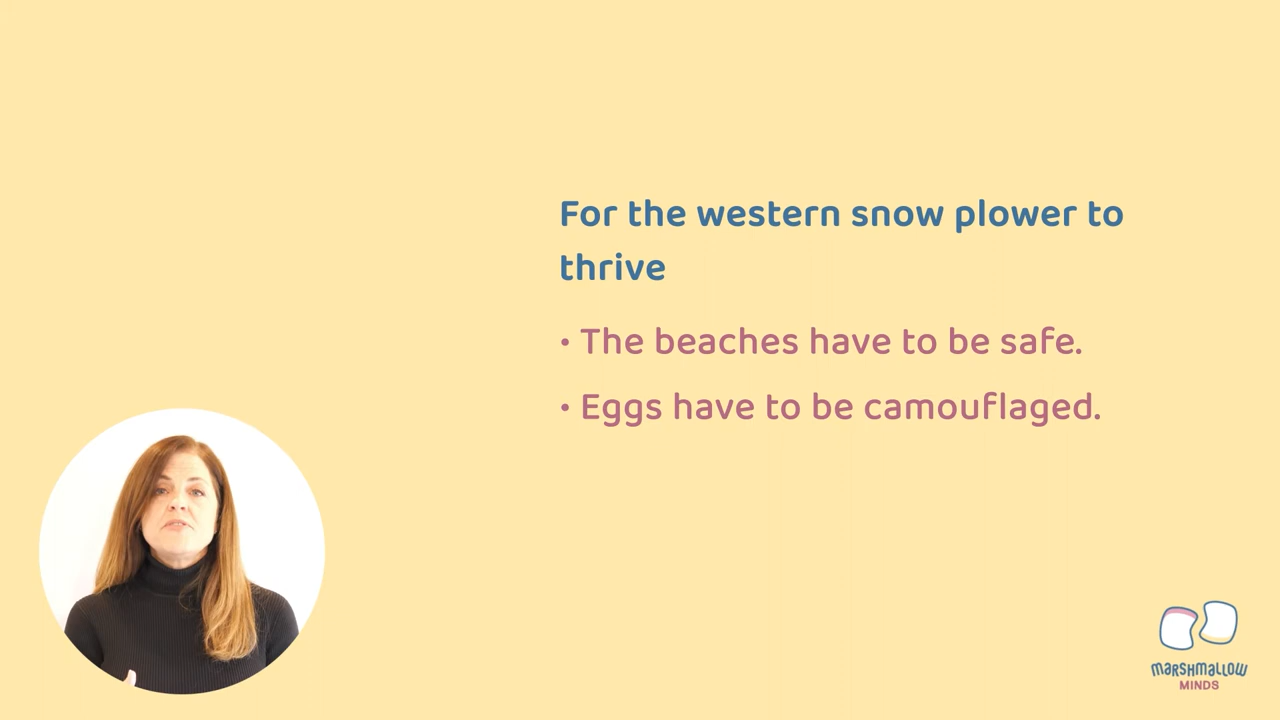 For the western snow plower to
thrive
• The beaches have to be safe.
• Eggs have to be camouflaged.
MARSHMALLOW
MINDS